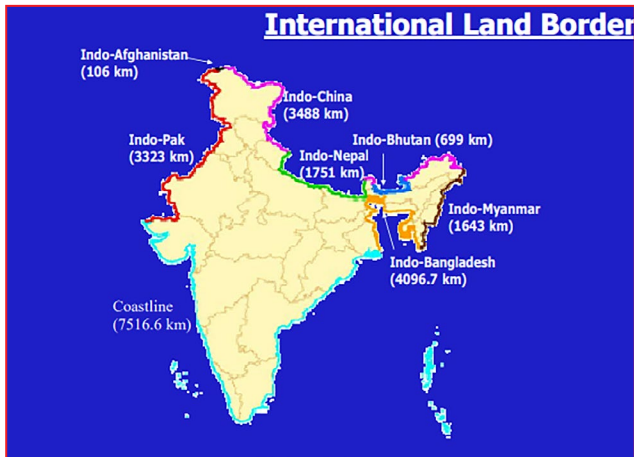 International Land Border
Indo-Afghanistan
(106 km)
Indo-China
(3488 km)
Indo-Pak
(3323 km)
Indo-Bhutan (699 km)
Indo-Nepal
(1751 km)
Indo-Myanmar
(1643 km)
Indo-Bangladesh
(4096.7 km)
Coastline
(7516.6 km)